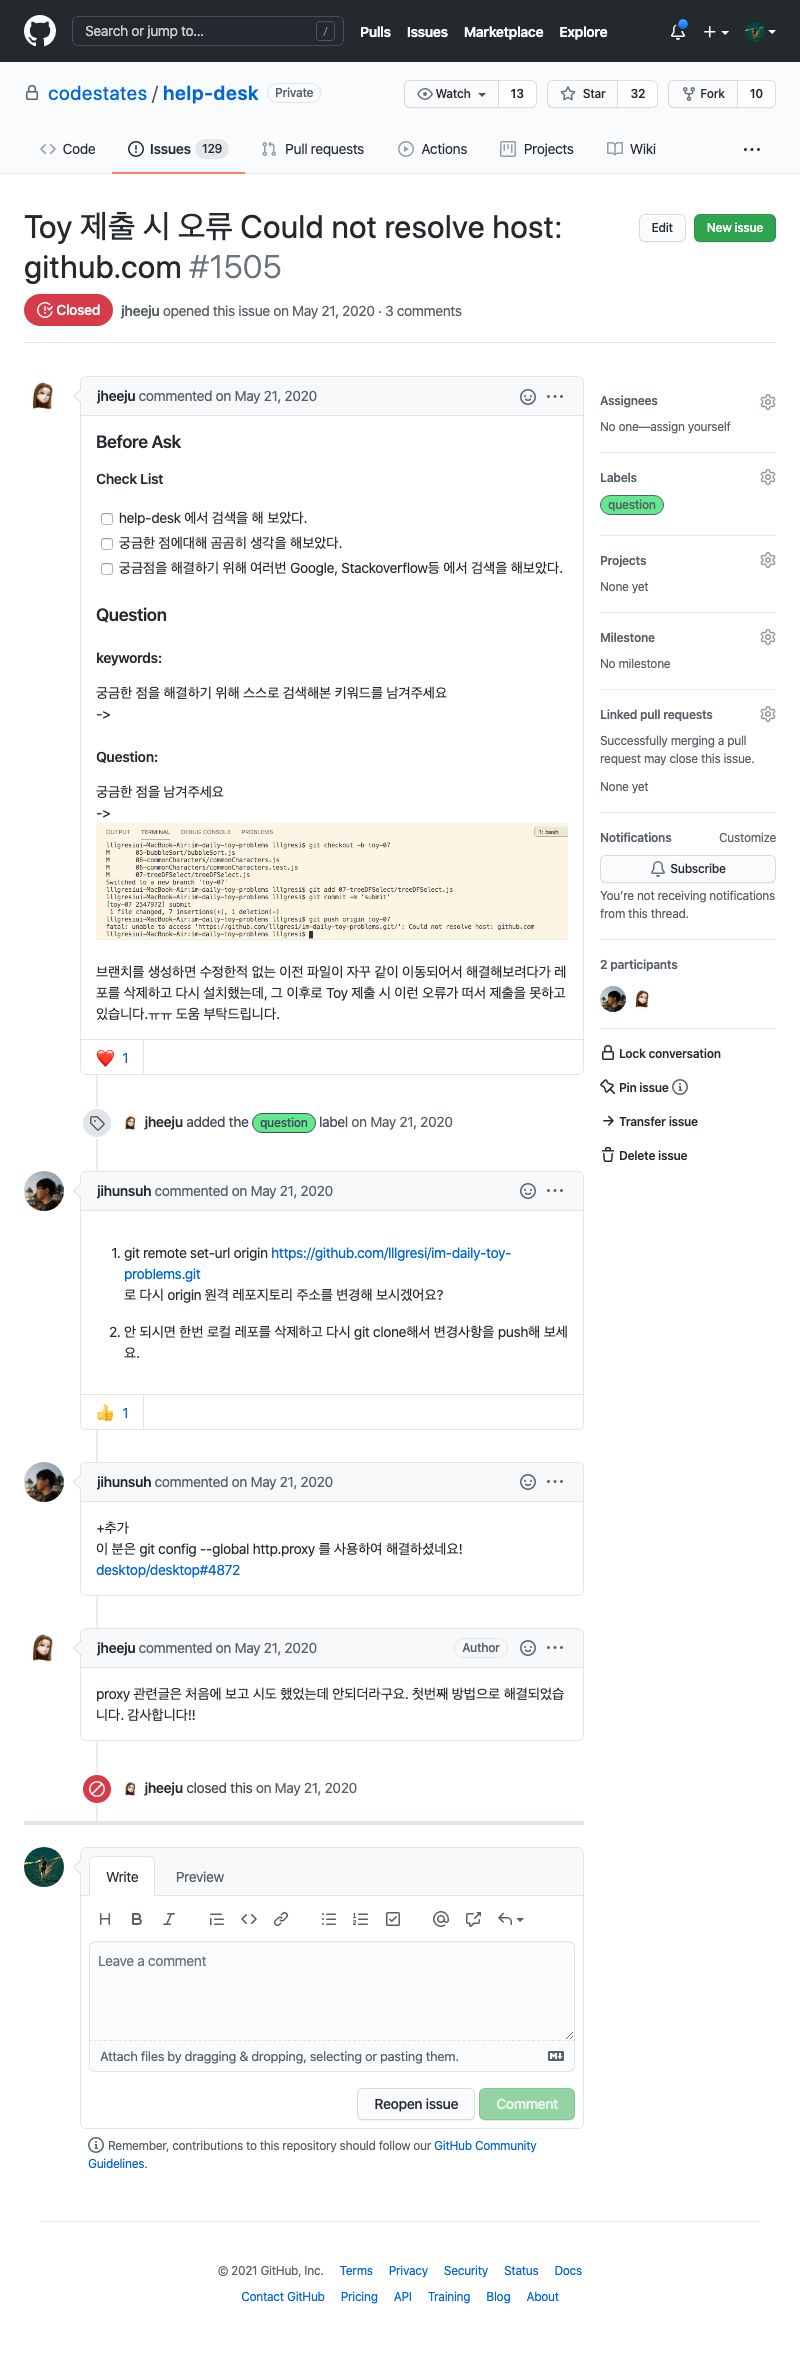 Search or jump to...
/
Pulls
Issues
Marketplace
Explore
codestates / help-desk
Private
Watch
13
Star
32
Fork
10
Code
Issues
129
Pull requests
Actions
Projects
Wiki
Toy 제출 시 오류 Could not resolve host:
github.com #1505
Edit
New issue
Closed
jheeju opened this issue on May 21, 2020 · 3 comments
jheeju commented on May 21, 2020
Before Ask
Check List
help-desk 에서 검색을 해 보았다.
궁금한 점에대해 곰곰히 생각을 해보았다.
궁금점을 해결하기 위해 여러번 Google, Stackoverflow등 에서 검색을 해보았다.
Question
keywords:
궁금한 점을 해결하기 위해 스스로 검색해본 키워드를 남겨주세요
->
Question:
궁금한 점을 남겨주세요
->
OUTPUT
TERMINAL
DEBUG CONSOLE
PROBLEMS
1: bash
lllgresiui-MacBook-Air:im-daily-toy-problems lllgresi$ git checkout -b toy-07
M 05-bubbleSort/bubbleSort.js
M 06-commonCharacters/commonCharacters.js
M 06-commonCharacters/commonCharacters.test.js
M 07-treeDFSelect/treeDFSelect.js
Switched to a new branch 'toy-07'
lllgresiui-MacBook-Air:im-daily-toy-problems lllgresi$ git add 07-treeDFSelect/treeDFSelect.js
lllgresiui-MacBook-Air:im-daily-toy-problems lllgresi$ git commit -m 'submit'
[toy-07 2547972] submit
1 file changed, 7 insertions(+), 1 deletion(-)
lllgresiui-MacBook-Air:im-daily-toy-problems lllgresi$ git push origin toy-07
fatal: unable to access 'https://github.com/lllgresi/im-daily-toy-problems.git/': Could not resolve host: github.com
lllgresiui-MacBook-Air:im-daily-toy-problems lllgresi$
브랜치를 생성하면 수정한적 없는 이전 파일이 자꾸 같이 이동되어서 해결해보려다가 레
포를 삭제하고 다시 설치했는데, 그 이후로 Toy 제출 시 이런 오류가 떠서 제출을 못하고
있습니다.ㅠㅠ 도움 부탁드립니다.
❤️ 1
jheeju added the question label on May 21, 2020
jihunsuh commented on May 21, 2020
1. git remote set-url origin https://github.com/lllgresi/im-daily-toy-
problems.git
로 다시 origin 원격 레포지토리 주소를 변경해 보시겠어요?
2. 안 되시면 한번 로컬 레포를 삭제하고 다시 git clone해서 변경사항을 push해 보세
요.
👍 1
jihunsuh commented on May 21, 2020
+추가
이 분은 git config --global http.proxy 를 사용하여 해결하셨네요!
desktop/desktop#4872
jheeju commented on May 21, 2020
Author
proxy 관련글은 처음에 보고 시도 했었는데 안되더라구요. 첫번째 방법으로 해결되었습
니다. 감사합니다!!
jheeju closed this on May 21, 2020
Write
Preview
Leave a comment
Attach files by dragging & dropping, selecting or pasting them.
Reopen issue
Comment
Remember, contributions to this repository should follow our GitHub Community
Guidelines.
Assignees
No one—assign yourself
Labels
question
Projects
None yet
Milestone
No milestone
Linked pull requests
Successfully merging a pull
request may close this issue.
None yet
Notifications
Customize
Subscribe
You're not receiving notifications
from this thread.
2 participants
Lock conversation
Pin issue
Transfer issue
Delete issue
© 2021 GitHub, Inc.
Terms
Privacy
Security
Status
Docs
Contact GitHub
Pricing
API
Training
Blog
About